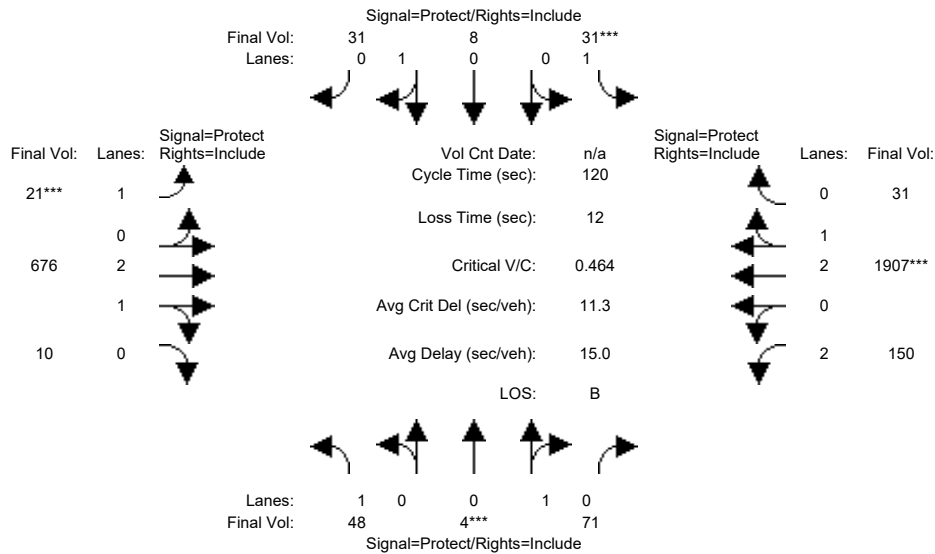 Signal=Protect/Rights=Include
Final Vol: 31 8 31***
Lanes: 0 1 0 0 1
Signal=Protect
Final Vol: Lanes: Rights=Include
Vol Cnt Date: n/a
Signal=Protect
Rights=Include Lanes: Final Vol:
Cycle Time (sec): 120
21*** 1
0 31
Loss Time (sec): 12
0
1
676 2
Critical V/C: 0.464
2 1907***
1
Avg Crit Del (sec/veh): 11.3
0
10 0
Avg Delay (sec/veh): 15.0
2 150
LOS: B
Lanes: 1 0 0 1 0
Final Vol: 48 4*** 71
Signal=Protect/Rights=Include